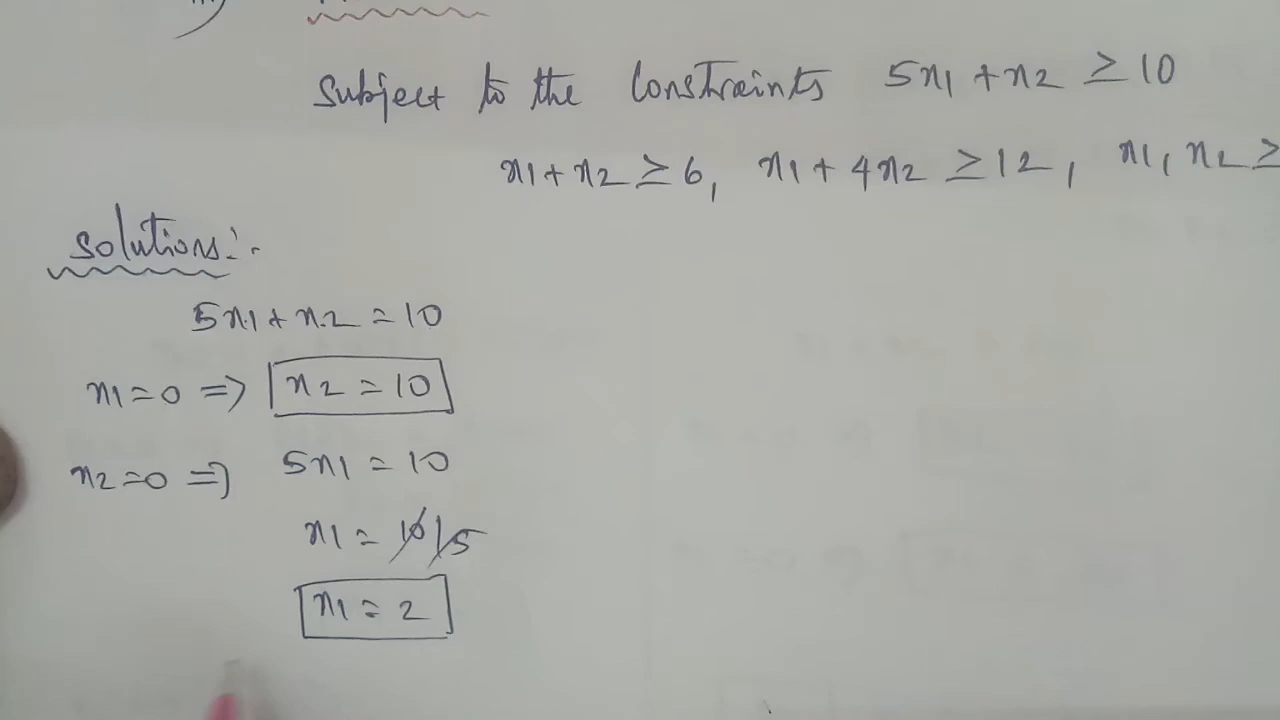 Subject to the Constraints 5x1 + x2 ≥ 10
x1 + x2 ≥ 6, x1 + 4x2 ≥ 12, x1, x2 ≥
Solutions:-
5x1 + x2 = 10
x1 = 0 => x2 = 10
x2 = 0 => 5x1 = 10
x1 = 10/5
x1 = 2